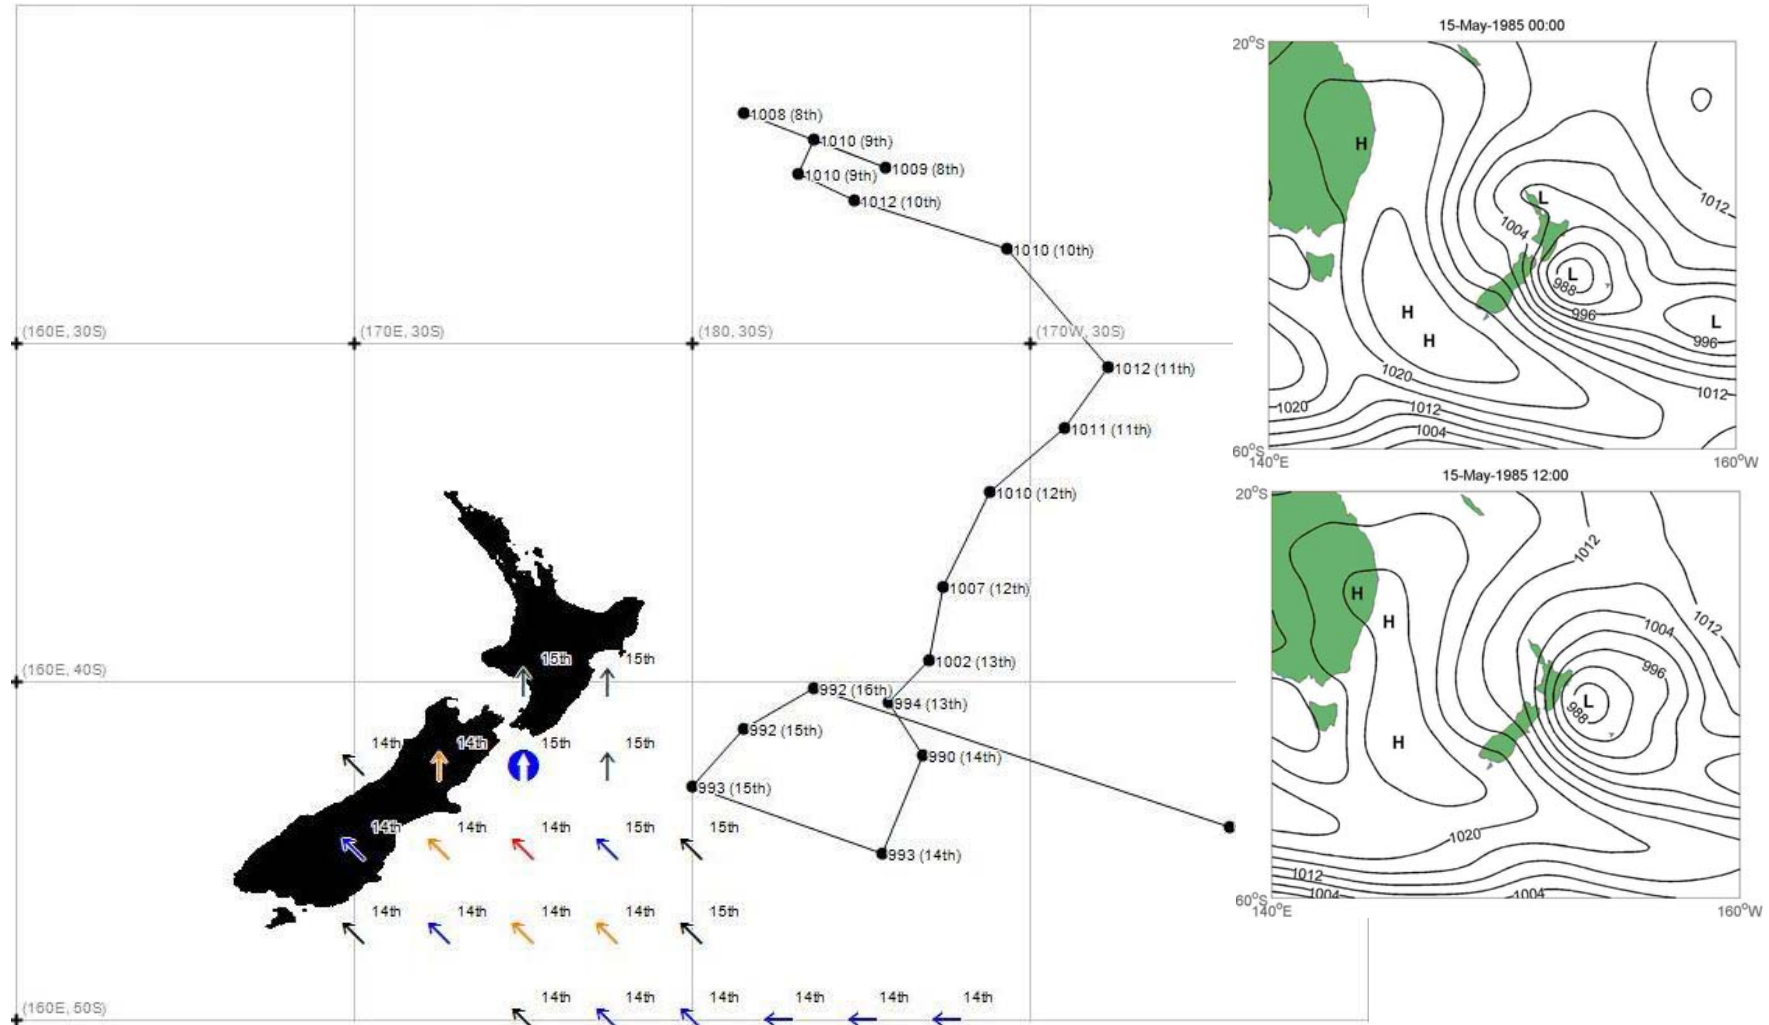 1008 (8th)
1010 (9th)
1009 (8th)
1010 (9th)
1012 (10th)
1010 (10th)
(160E, 30S)
(170E, 30S)
(180, 30S)
(170W, 30S)
1012 (11th)
1011 (11th)
1010 (12th)
1007 (12th)
1002 (13th)
(160E, 40S)
992 (16th)
994 (13th)
992 (15th)
990 (14th)
993 (15th)
993 (14th)
15th
15th
14th
14th
15th
15th
14th
14th
14th
15th
15th
14th
14th
14th
14th
15th
(160E, 50S)
14th
14th
14th
14th
14th
14th
15-May-1985 00:00
20°S
H
L
1012
1004
L
988
H
996
L
H
996
1020
1012
1020
1012
1004
60°S
140°E
160°W
15-May-1985 12:00
20°S
1012
H
H
1012
1004
996
L
988
H
1020
1012
1004
1004
60°S
140°E
160°W